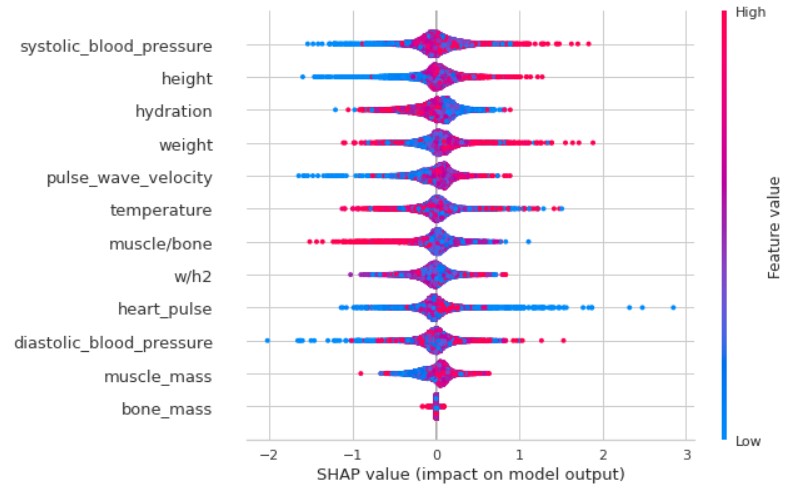 High
systolic_blood_pressure
height
hydration
weight
pulse_wave_velocity
temperature
muscle/bone
w/h2
heart_pulse
diastolic_blood_pressure
muscle_mass
bone_mass
Feature value
Low
−2 −1 0 1 2 3
SHAP value (impact on model output)